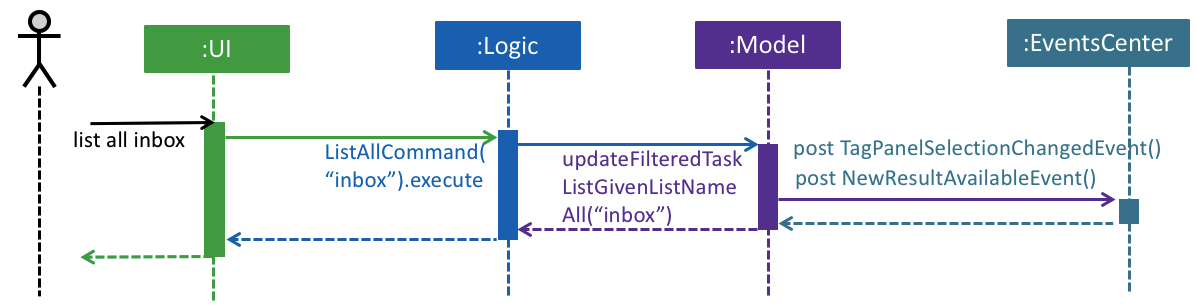 :UI
:Logic
:Model
:EventsCenter
list all inbox
ListAllCommand(
“inbox”).execute
updateFilteredTask
ListGivenListName
All(“inbox”)
post TagPanelSelectionChangedEvent()
post NewResultAvailableEvent()